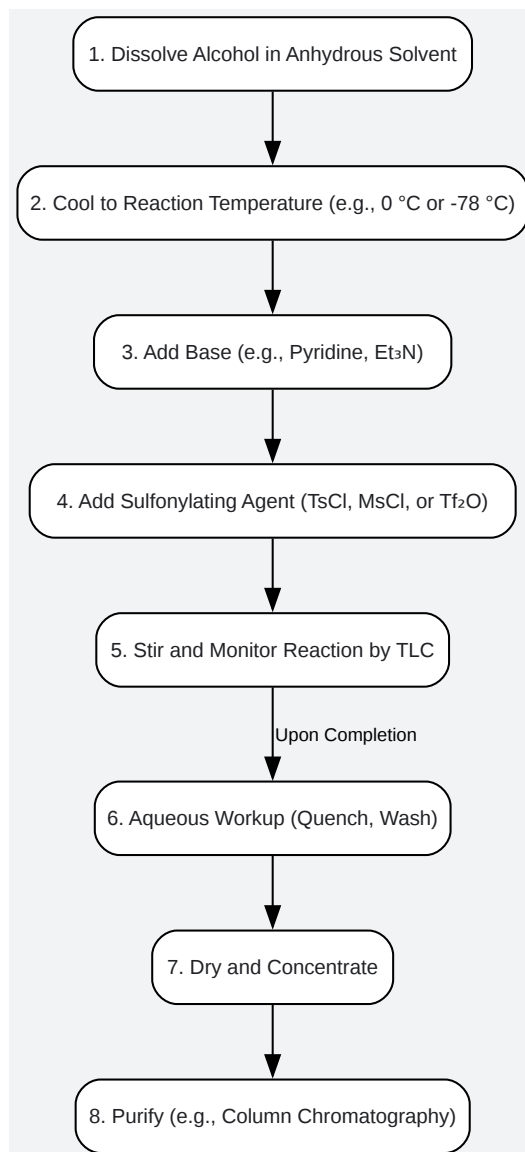 1. Dissolve Alcohol in Anhydrous Solvent
2. Cool to Reaction Temperature (e.g., 0 °C or -78 °C)
3. Add Base (e.g., Pyridine, Et₃N)
4. Add Sulfonylating Agent (TsCl, MsCl, or Tf₂O)
5. Stir and Monitor Reaction by TLC
Upon Completion
6. Aqueous Workup (Quench, Wash)
7. Dry and Concentrate
8. Purify (e.g., Column Chromatography)